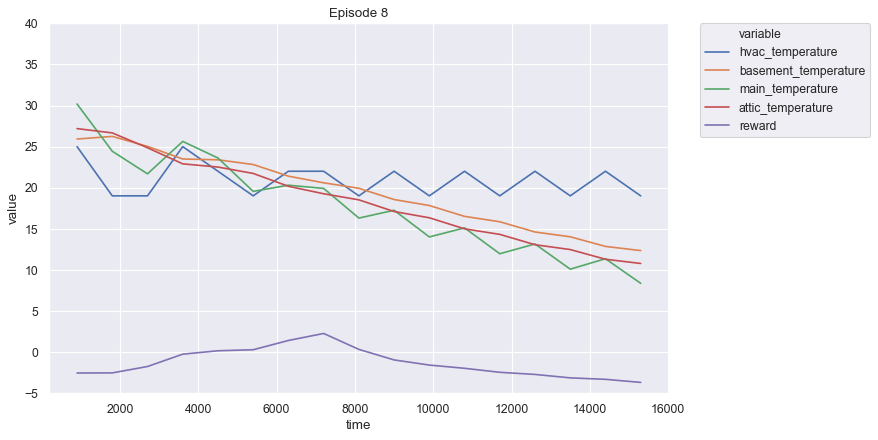 Episode 8
40
35
30
25
20
15
10
5
0
−5
value
2000
4000
6000
8000
10000
12000
14000
16000
time
variable
hvac_temperature
basement_temperature
main_temperature
attic_temperature
reward